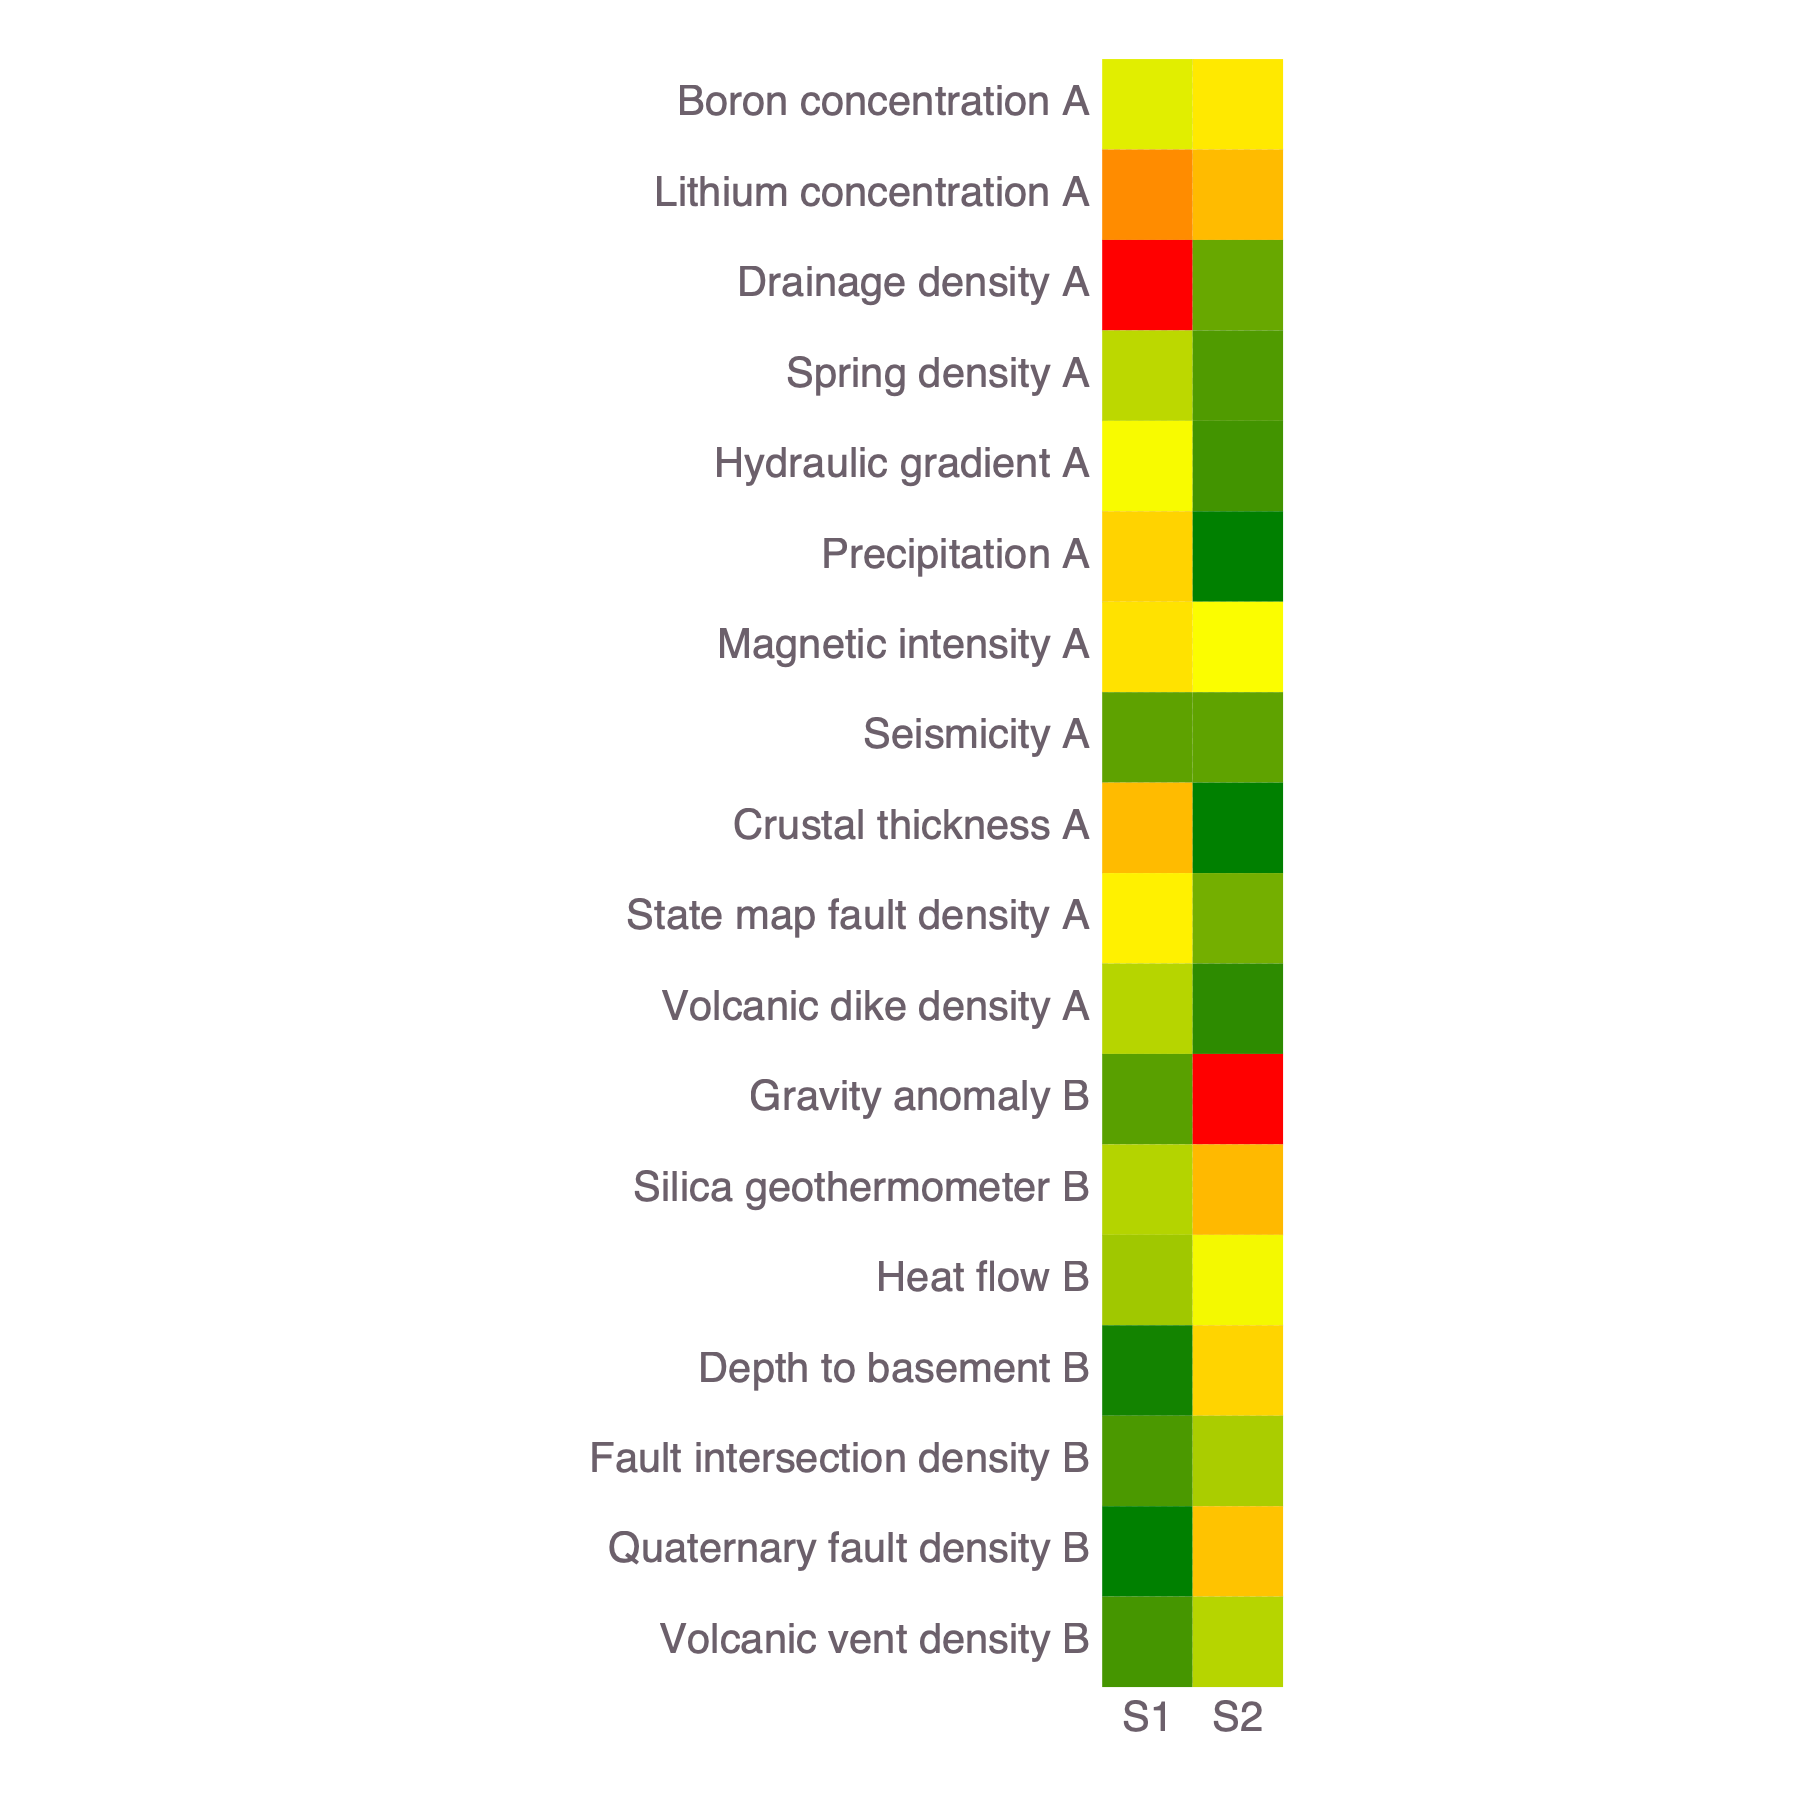 Boron concentration A
Lithium concentration A
Drainage density A
Spring density A
Hydraulic gradient A
Precipitation A
Magnetic intensity A
Seismicity A
Crustal thickness A
State map fault density A
Volcanic dike density A
Gravity anomaly B
Silica geothermometer B
Heat flow B
Depth to basement B
Fault intersection density B
Quaternary fault density B
Volcanic vent density B
S1 S2